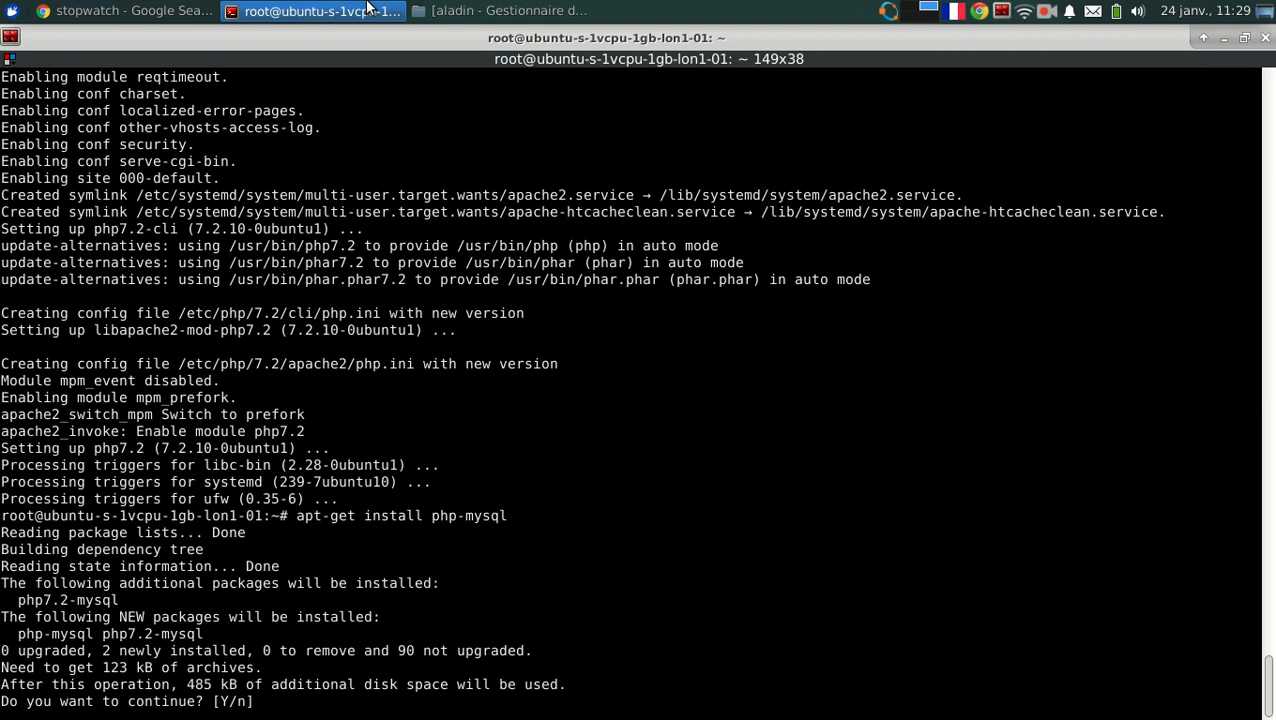 stopwatch - Google Sea...
root@ubuntu-s-1vcpu-1...
[aladin - Gestionnaire d...
24 janv., 11:29
root@ubuntu-s-1vcpu-1gb-lon1-01: ~
root@ubuntu-s-1vcpu-1gb-lon1-01: ~ 149x38
Enabling module reqtimeout.
Enabling conf charset.
Enabling conf localized-error-pages.
Enabling conf other-vhosts-access-log.
Enabling conf security.
Enabling conf serve-cgi-bin.
Enabling site 000-default.
Created symlink /etc/systemd/system/multi-user.target.wants/apache2.service → /lib/systemd/system/apache2.service.
Created symlink /etc/systemd/system/multi-user.target.wants/apache-htcacheclean.service → /lib/systemd/system/apache-htcacheclean.service.
Setting up php7.2-cli (7.2.10-0ubuntu1) ...
update-alternatives: using /usr/bin/php7.2 to provide /usr/bin/php (php) in auto mode
update-alternatives: using /usr/bin/phar7.2 to provide /usr/bin/phar (phar) in auto mode
update-alternatives: using /usr/bin/phar.phar7.2 to provide /usr/bin/phar.phar (phar.phar) in auto mode
Creating config file /etc/php/7.2/cli/php.ini with new version
Setting up libapache2-mod-php7.2 (7.2.10-0ubuntu1) ...
Creating config file /etc/php/7.2/apache2/php.ini with new version
Module mpm_event disabled.
Enabling module mpm_prefork.
apache2_switch_mpm Switch to prefork
apache2_invoke: Enable module php7.2
Setting up php7.2 (7.2.10-0ubuntu1) ...
Processing triggers for libc-bin (2.28-0ubuntu1) ...
Processing triggers for systemd (239-7ubuntu10) ...
Processing triggers for ufw (0.35-6) ...
root@ubuntu-s-1vcpu-1gb-lon1-01:~# apt-get install php-mysql
Reading package lists... Done
Building dependency tree
Reading state information... Done
The following additional packages will be installed:
php7.2-mysql
The following NEW packages will be installed:
php-mysql php7.2-mysql
0 upgraded, 2 newly installed, 0 to remove and 90 not upgraded.
Need to get 123 kB of archives.
After this operation, 485 kB of additional disk space will be used.
Do you want to continue? [Y/n]